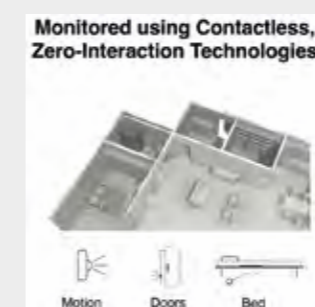 Monitored using Contactless,
Zero-Interaction Technologies
Motion Doors Bed